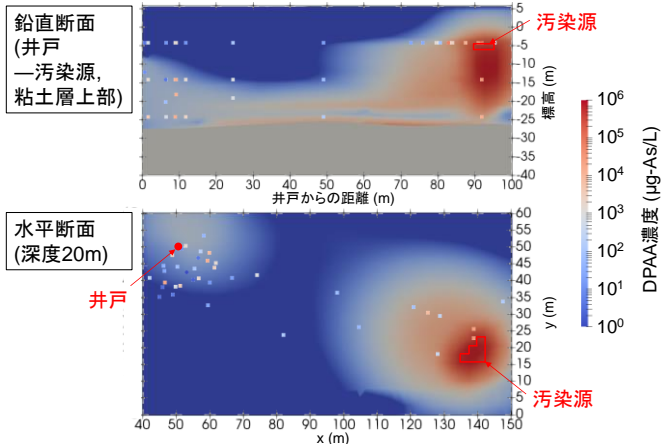 鉛直断面
(井戸
―汚染源,
粘土層上部)
汚染源
5
0
-5
-10
-15
-20
-25
-30
-35
-40
標高 (m)
0 10 20 30 40 50 60 70 80 90 100
井戸からの距離 (m)
水平断面
(深度20m)
井戸
汚染源
60
55
50
45
40
35
30
25
20
15
10
5
0
y (m)
40 50 60 70 80 90 100 110 120 130 140 150
x (m)
10⁶
10⁵
10⁴
10³
10²
10¹
10⁰
DPAA濃度 (μg-As/L)